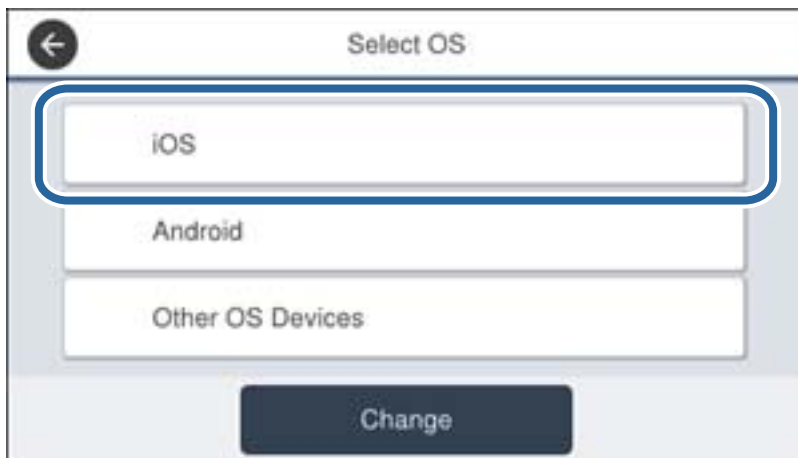 Select OS
iOS
Android
Other OS Devices
Change